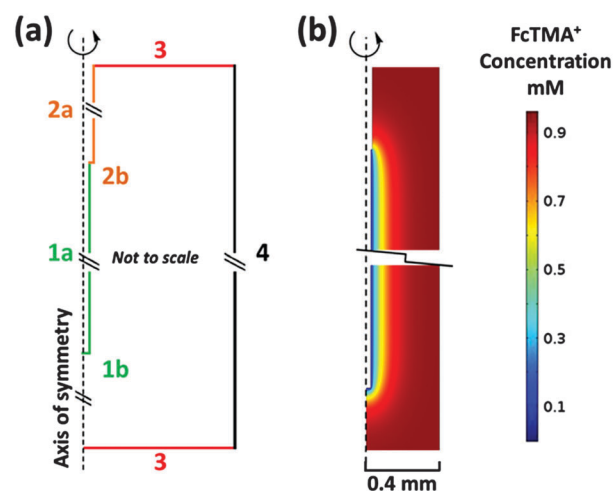 (a)
3
2a
2b
1a
Not to scale
4
1b
Axis of symmetry
3
(b)
0.4 mm
FcTMA⁺
Concentration
mM
0.9
0.7
0.5
0.3
0.1